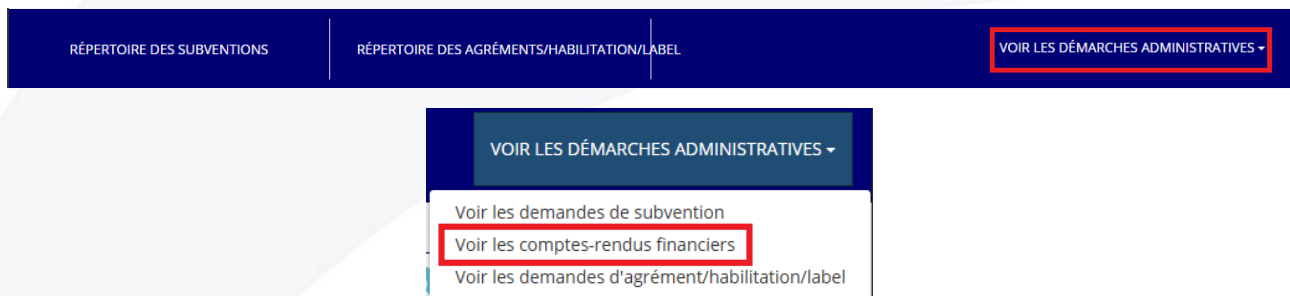 RÉPERTOIRE DES SUBVENTIONS RÉPERTOIRE DES AGRÉMENTS/HABILITATION/LABEL VOIR LES DÉMARCHES ADMINISTRATIVES
VOIR LES DÉMARCHES ADMINISTRATIVES
Voir les demandes de subvention
Voir les comptes-rendus financiers
Voir les demandes d'agrément/habilitation/label